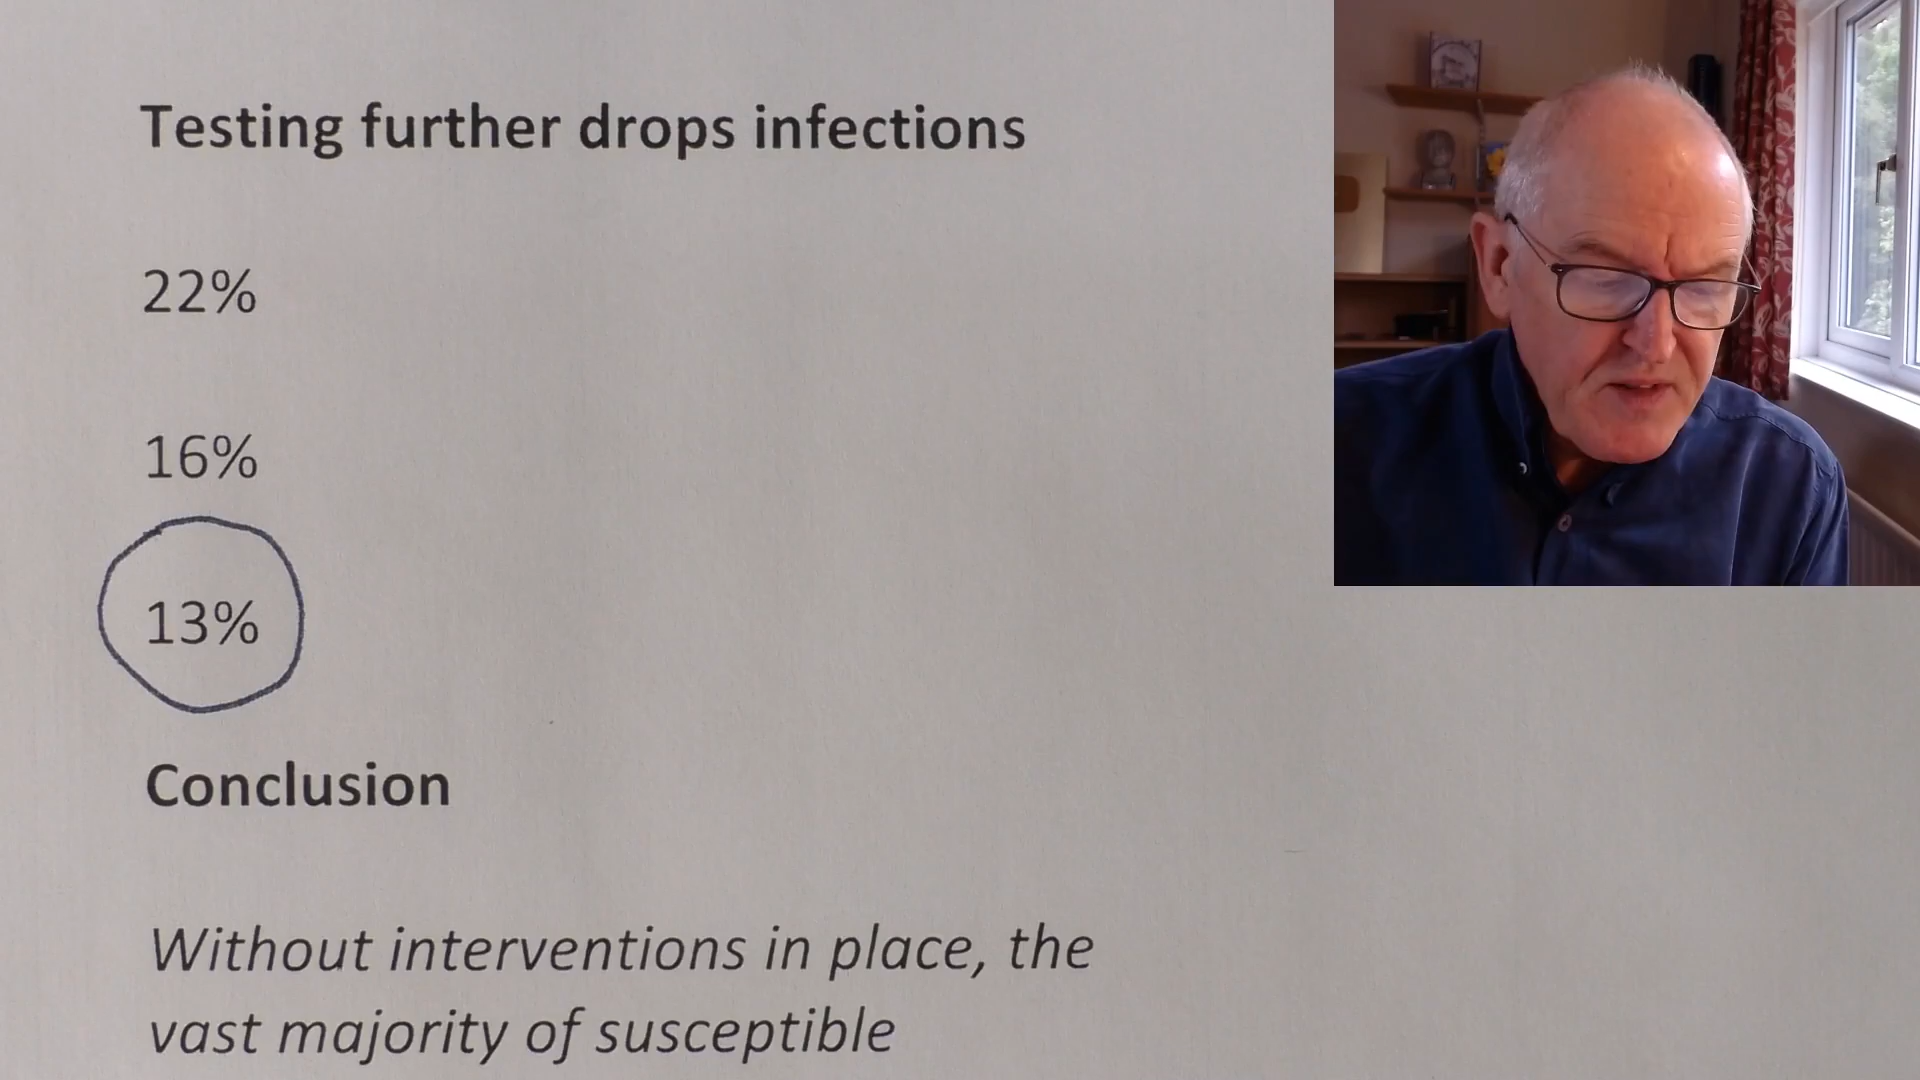 Testing further drops infections
22%
16%
13%
Conclusion
Without interventions in place, the
vast majority of susceptible